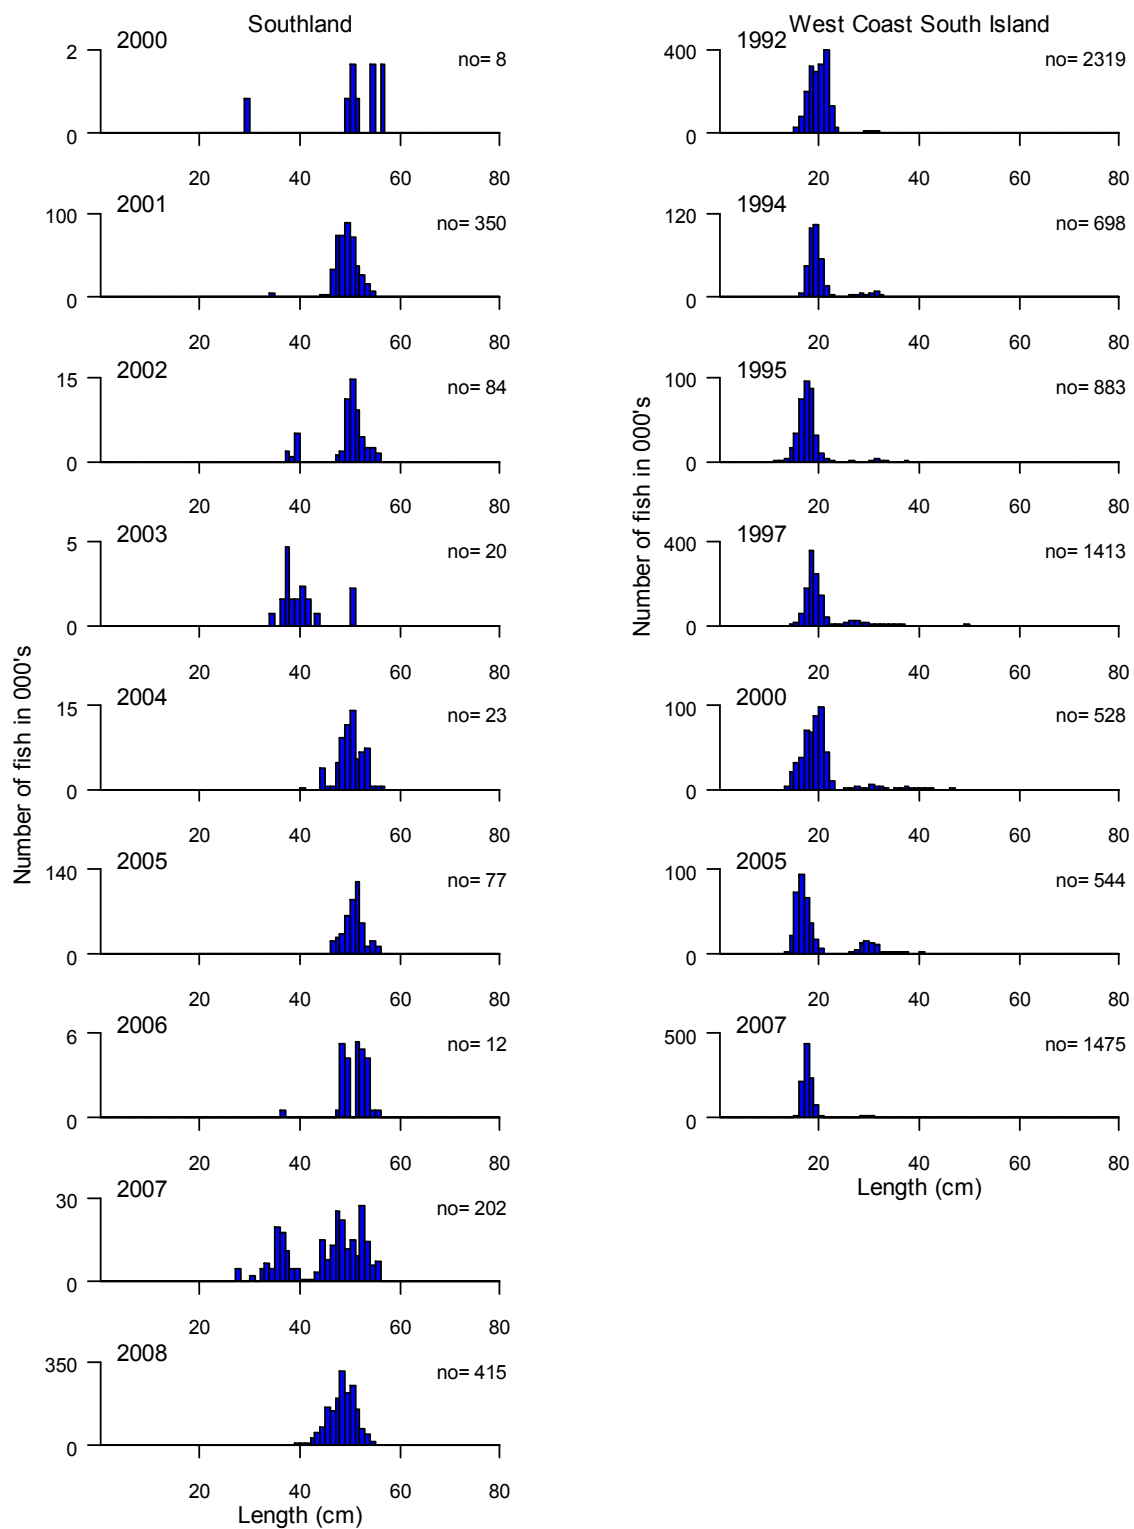 Southland
2000
no= 8
2
0
20 40 60 80
2001
no= 350
100
0
20 40 60 80
2002
no= 84
15
0
20 40 60 80
2003
no= 20
5
0
20 40 60 80
2004
no= 23
15
0
20 40 60 80
2005
no= 77
140
0
20 40 60 80
2006
no= 12
6
0
20 40 60 80
2007
no= 202
30
0
20 40 60 80
2008
no= 415
350
0
20 40 60 80
Length (cm)
Number of fish in 000's
West Coast South Island
1992
no= 2319
400
0
20 40 60 80
1994
no= 698
120
0
20 40 60 80
1995
no= 883
100
0
20 40 60 80
1997
no= 1413
400
0
20 40 60 80
2000
no= 528
100
0
20 40 60 80
2005
no= 544
100
0
20 40 60 80
2007
no= 1475
500
0
20 40 60 80
Length (cm)
Number of fish in 000's